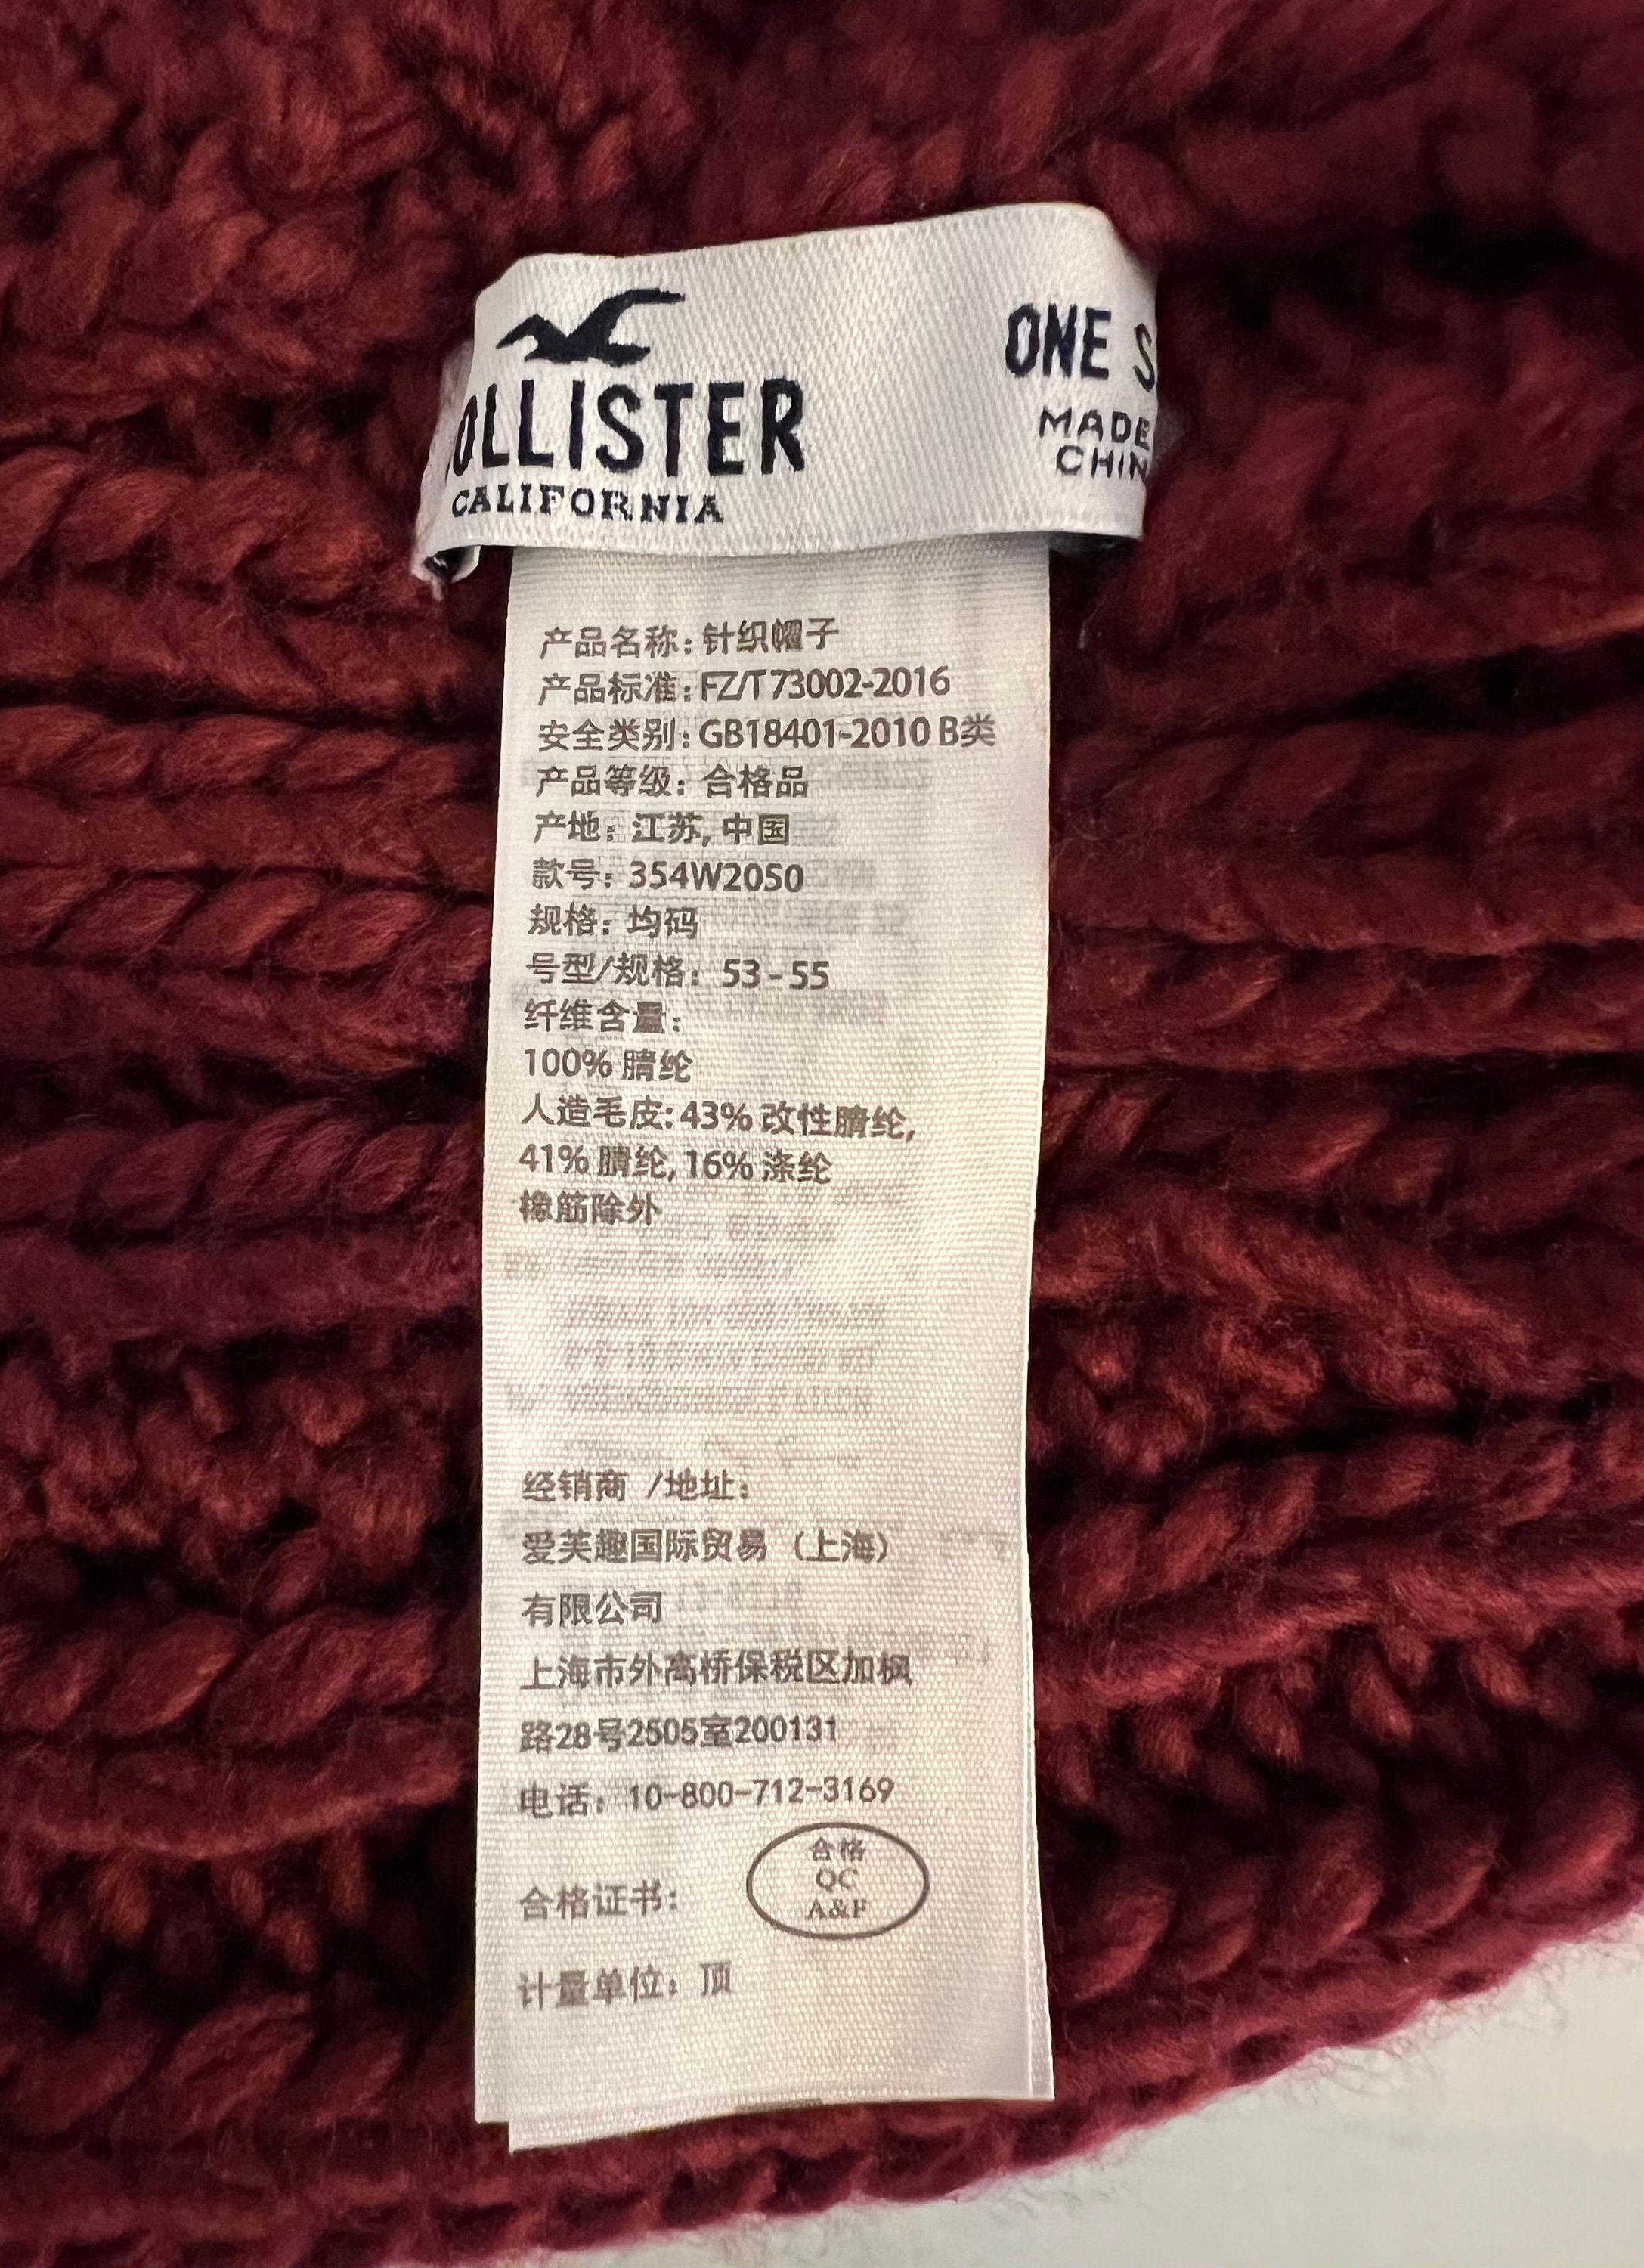 OLLISTER
CALIFORNIA
ONE S
MADE
CHIN
产品名称：针织帽子
产品标准：FZ/T 73002-2016
安全类别：GB18401-2010 B类
产品等级：合格品
产地：江苏, 中国
款号：354W2050
规格：均码
号型/规格：53 - 55
纤维含量：
100% 腈纶
人造毛皮：43% 改性腈纶,
41% 腈纶, 16% 涤纶
橡筋除外
经销商 /地址：
爱芙趣国际贸易（上海）
有限公司
上海市外高桥保税区加枫
路28号2505室200131
电话：10-800-712-3169
合格
QC
A&F
合格证书：
计量单位：顶